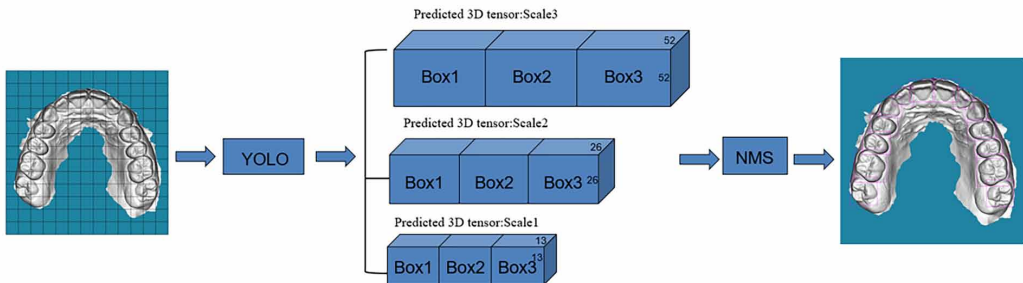 Predicted 3D tensor:Scale3
52
Box1 Box2 Box3 52
Predicted 3D tensor:Scale2
26
Box1 Box2 Box3 26
Predicted 3D tensor:Scale1
13
13
Box1 Box2 Box3
YOLO
NMS